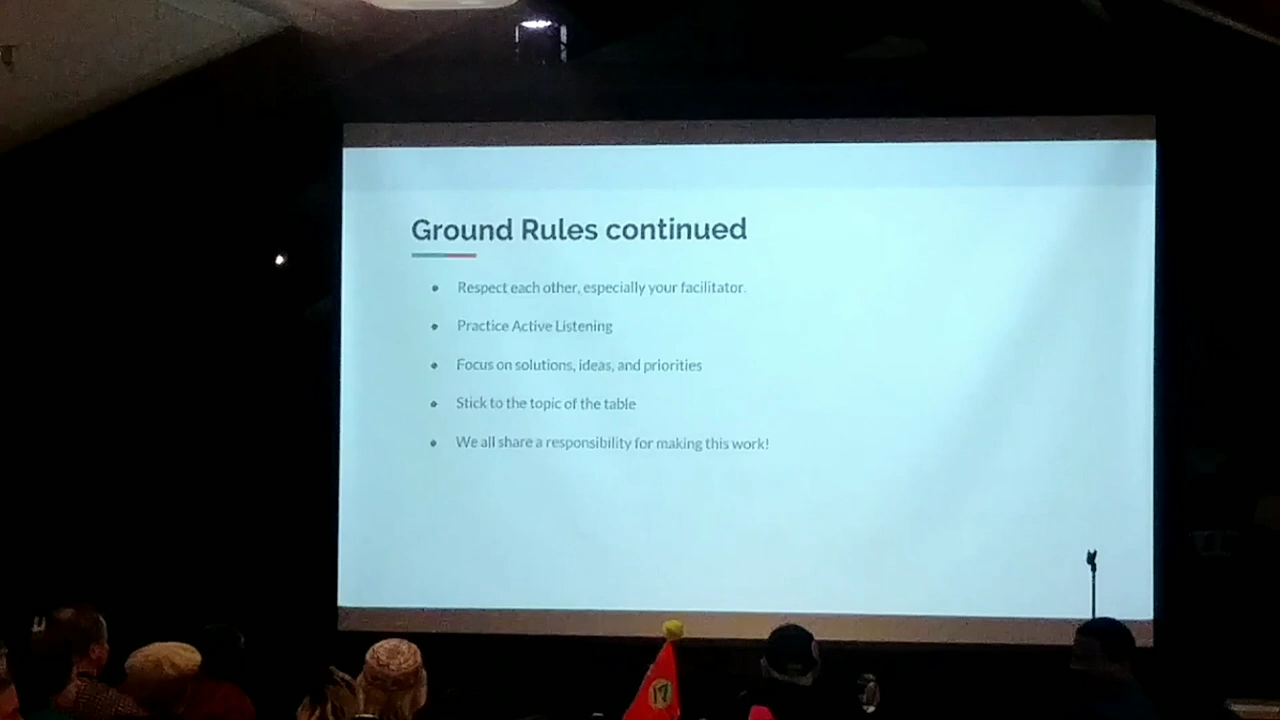 Ground Rules continued
Respect each other, especially your facilitator.
Practice Active Listening
Focus on solutions, ideas, and priorities
Stick to the topic of the table
We all share a responsibility for making this work!
17